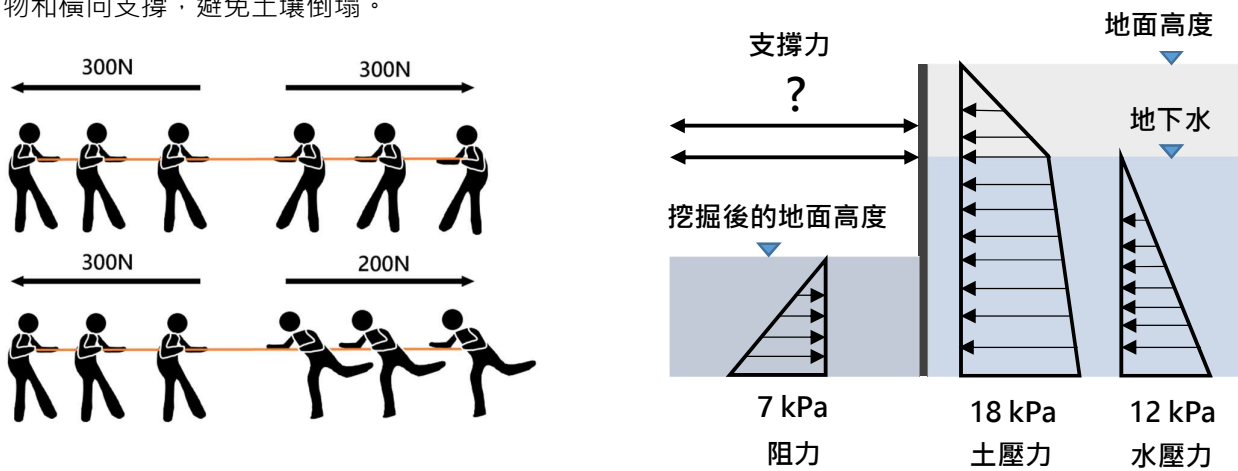 物和橫向支撐，避免土壤倒塌。
300N
300N
300N
200N
支撐力
?
地面高度
地下水
挖掘後的地面高度
7 kPa
阻力
18 kPa
土壓力
12 kPa
水壓力